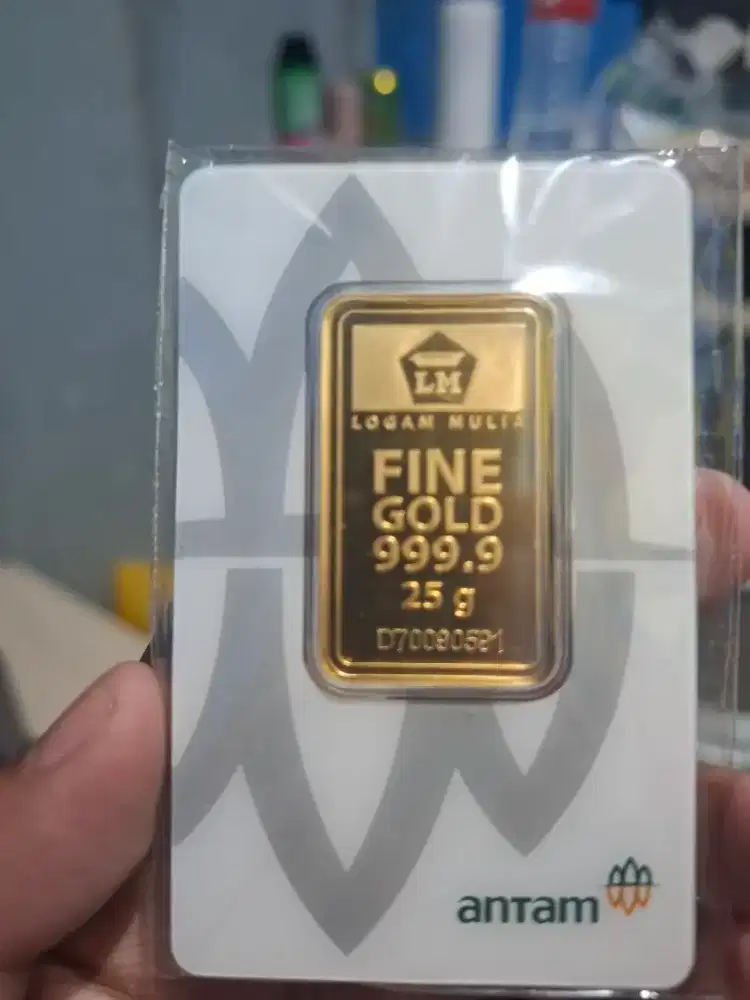 LM
LOGAM MULIA
FINE
GOLD
999.9
25 g
antam